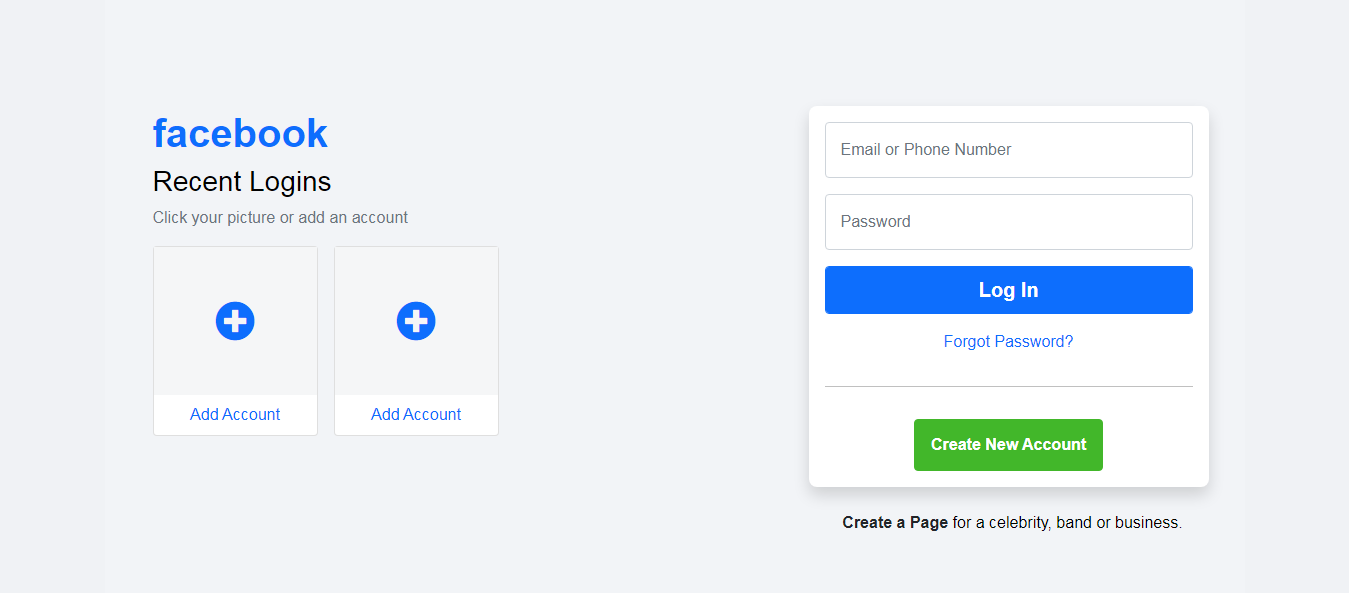 facebook
Recent Logins
Click your picture or add an account
Add Account
Add Account
Email or Phone Number
Password
Log In
Forgot Password?
Create New Account
Create a Page for a celebrity, band or business.